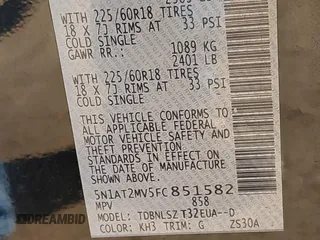 WITH 225/60R18 TIRES
18 X 7J RIMS AT 33 PSI
COLD SINGLE
GAWR RR.: 1089 KG
2401 LB
WITH 225/60R18 TIRES
18 X 7J RIMS AT 33 PSI
COLD SINGLE
THIS VEHICLE CONFORMS TO
ALL APPLICABLE FEDERAL
MOTOR VEHICLE SAFETY
AND THEFT PREVENTION
STANDARDS IN EFFECT ON
THE DATE OF MANUFACTURE
SHOWN ABOVE.
5N1AT2MV5FC851582
MPV 858
MODEL: TDBNLSZ T32EUA--D
COLOR: KH3 TRIM: G ZS30A
DREAMBID